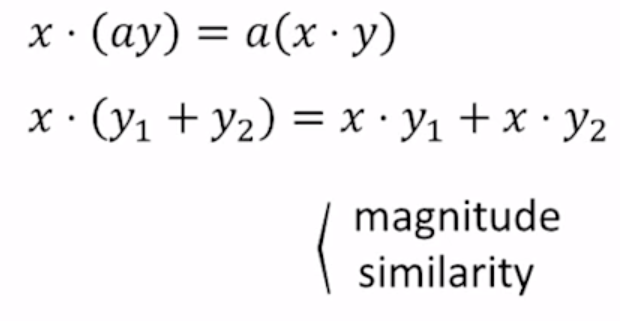 x · (ay) = a(x · y)
x · (y₁ + y₂) = x · y₁ + x · y₂
⟨ magnitude
similarity